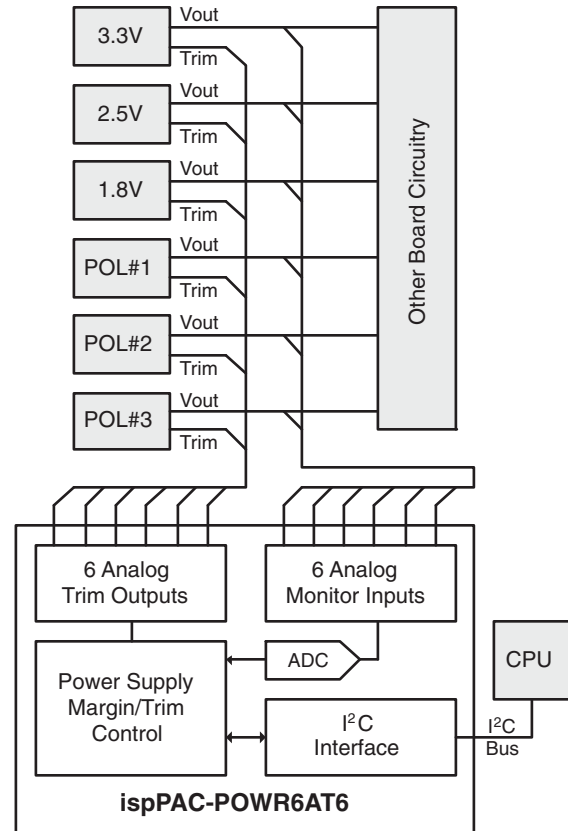 3.3V
Vout
Trim
2.5V
Vout
Trim
1.8V
Vout
Trim
POL#1
Vout
Trim
POL#2
Vout
Trim
POL#3
Vout
Trim
Other Board Circuitry
6 Analog
Trim Outputs
6 Analog
Monitor Inputs
ADC
CPU
Power Supply
Margin/Trim
Control
I²C
Interface
I²C
Bus
ispPAC-POWR6AT6